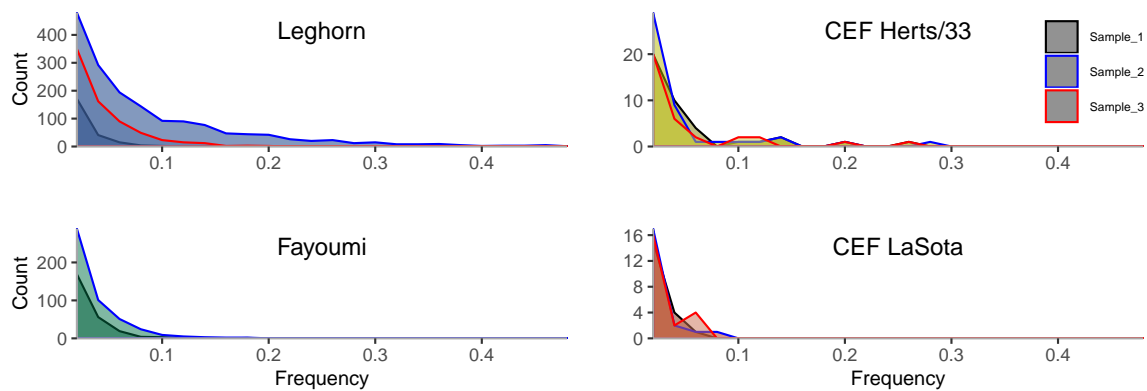 Leghorn
Count
400
300
200
100
0
0.1
0.2
0.3
0.4
CEF Herts/33
20
10
0
0.1
0.2
0.3
0.4
Sample_1
Sample_2
Sample_3
Fayoumi
Count
200
100
0
0.1
0.2
0.3
0.4
Frequency
CEF LaSota
16
12
8
4
0
0.1
0.2
0.3
0.4
Frequency